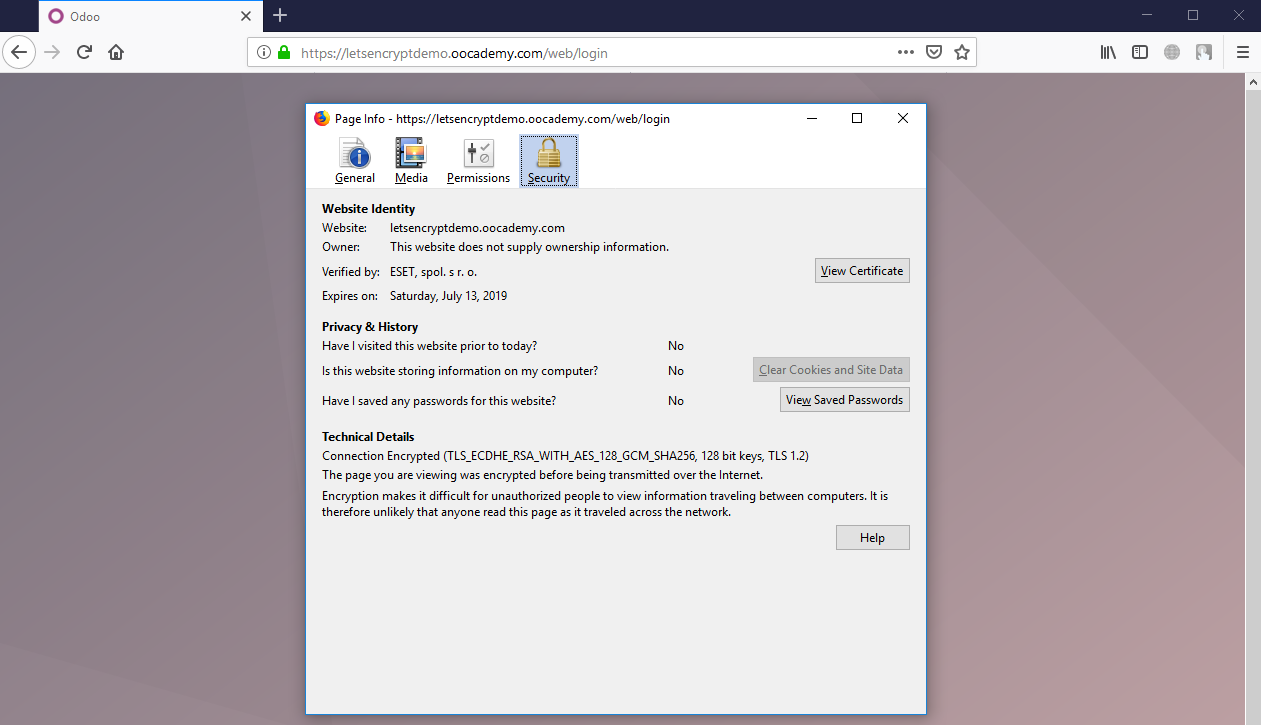 Odoo
https://letsencryptdemo.oocademy.com/web/login
Page Info - https://letsencryptdemo.oocademy.com/web/login
General Media Permissions Security
Website Identity
Website: letsencryptdemo.oocademy.com
Owner: This website does not supply ownership information.
Verified by: ESET, spol. s r. o. View Certificate
Expires on: Saturday, July 13, 2019
Privacy & History
Have I visited this website prior to today? No
Is this website storing information on my computer? No Clear Cookies and Site Data
Have I saved any passwords for this website? No View Saved Passwords
Technical Details
Connection Encrypted (TLS_ECDHE_RSA_WITH_AES_128_GCM_SHA256, 128 bit keys, TLS 1.2)
The page you are viewing was encrypted before being transmitted over the Internet.
Encryption makes it difficult for unauthorized people to view information traveling between computers. It is
therefore unlikely that anyone read this page as it traveled across the network.
Help